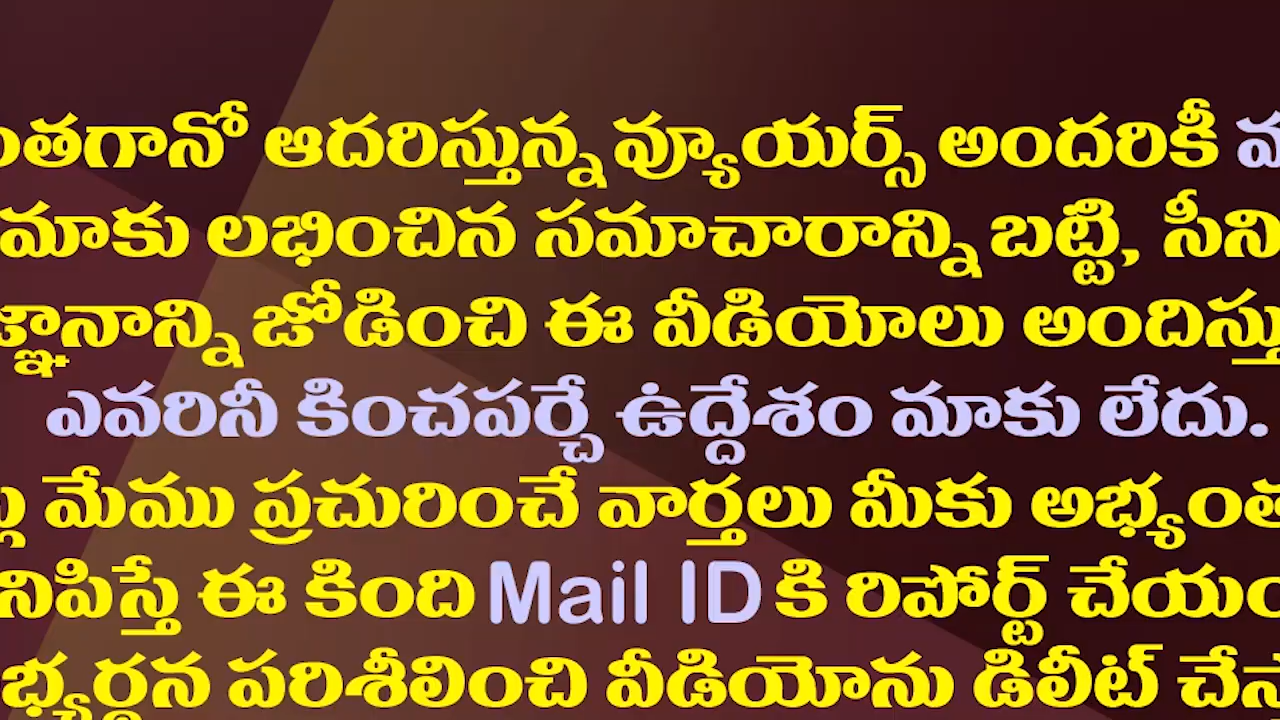 ఆదరిస్తున్న వ్యూయర్స్ అందరికీ
మాకు లభించిన సమాచారాన్ని బట్టి,
జోడించి ఈ వీడియోలు
ఎవరినీ కించపర్చే ఉద్దేశం మాకు లేదు.
మేము ప్రచురించే వార్తలు మీకు
ఈ కింది Mail ID కి రిపోర్ట్
పరిశీలించి వీడియోను డిలీట్